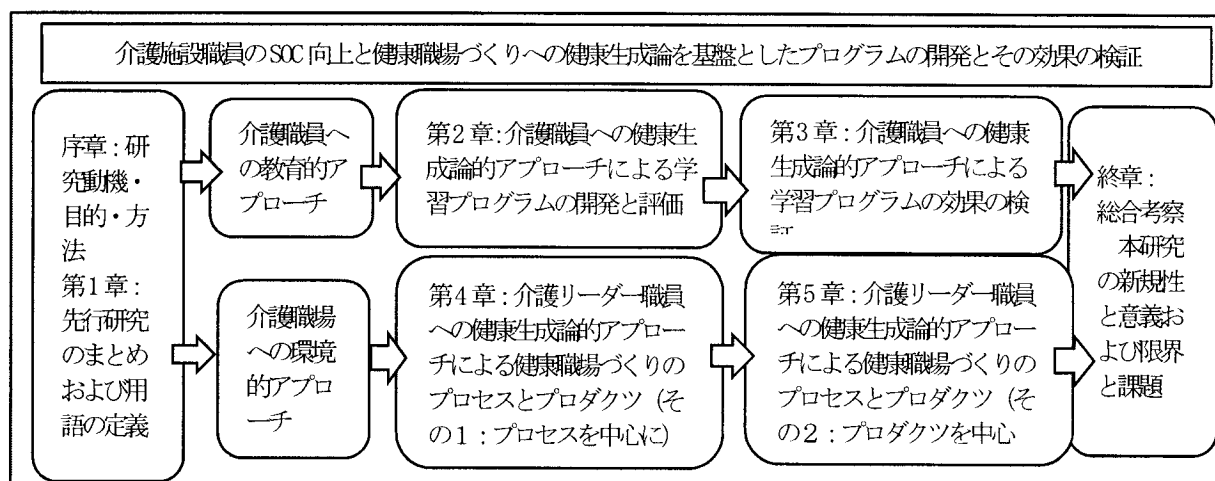 介護施設職員のSOC向上と健康職場づくりへの健康生成論を基盤としたプログラムの開発とその効果の検証
序章：研
究動機・
目的・方
法
第1章：
先行研究
のまとめ
および用
語の定義
介護職員へ
の教育的ア
プローチ
第2章：介護職員への健康生
成論的アプローチによる学
習プログラムの開発と評価
第3章：介護職員への健康
生成論的アプローチによる
学習プログラムの効果の検
介護職場
への環境
的アプロ
ーチ
第4章：介護リーダー職員
への健康生成論的アプロー
チによる健康職場づくりの
プロセスとプロダクツ（そ
の1：プロセスを中心に）
第5章：介護リーダー職員
への健康生成論的アプロー
チによる健康職場づくりの
プロセスとプロダクツ（そ
の2：プロダクツを中心
終章：
総合考察
本研究
の新規性
と意義お
よび限界
と課題